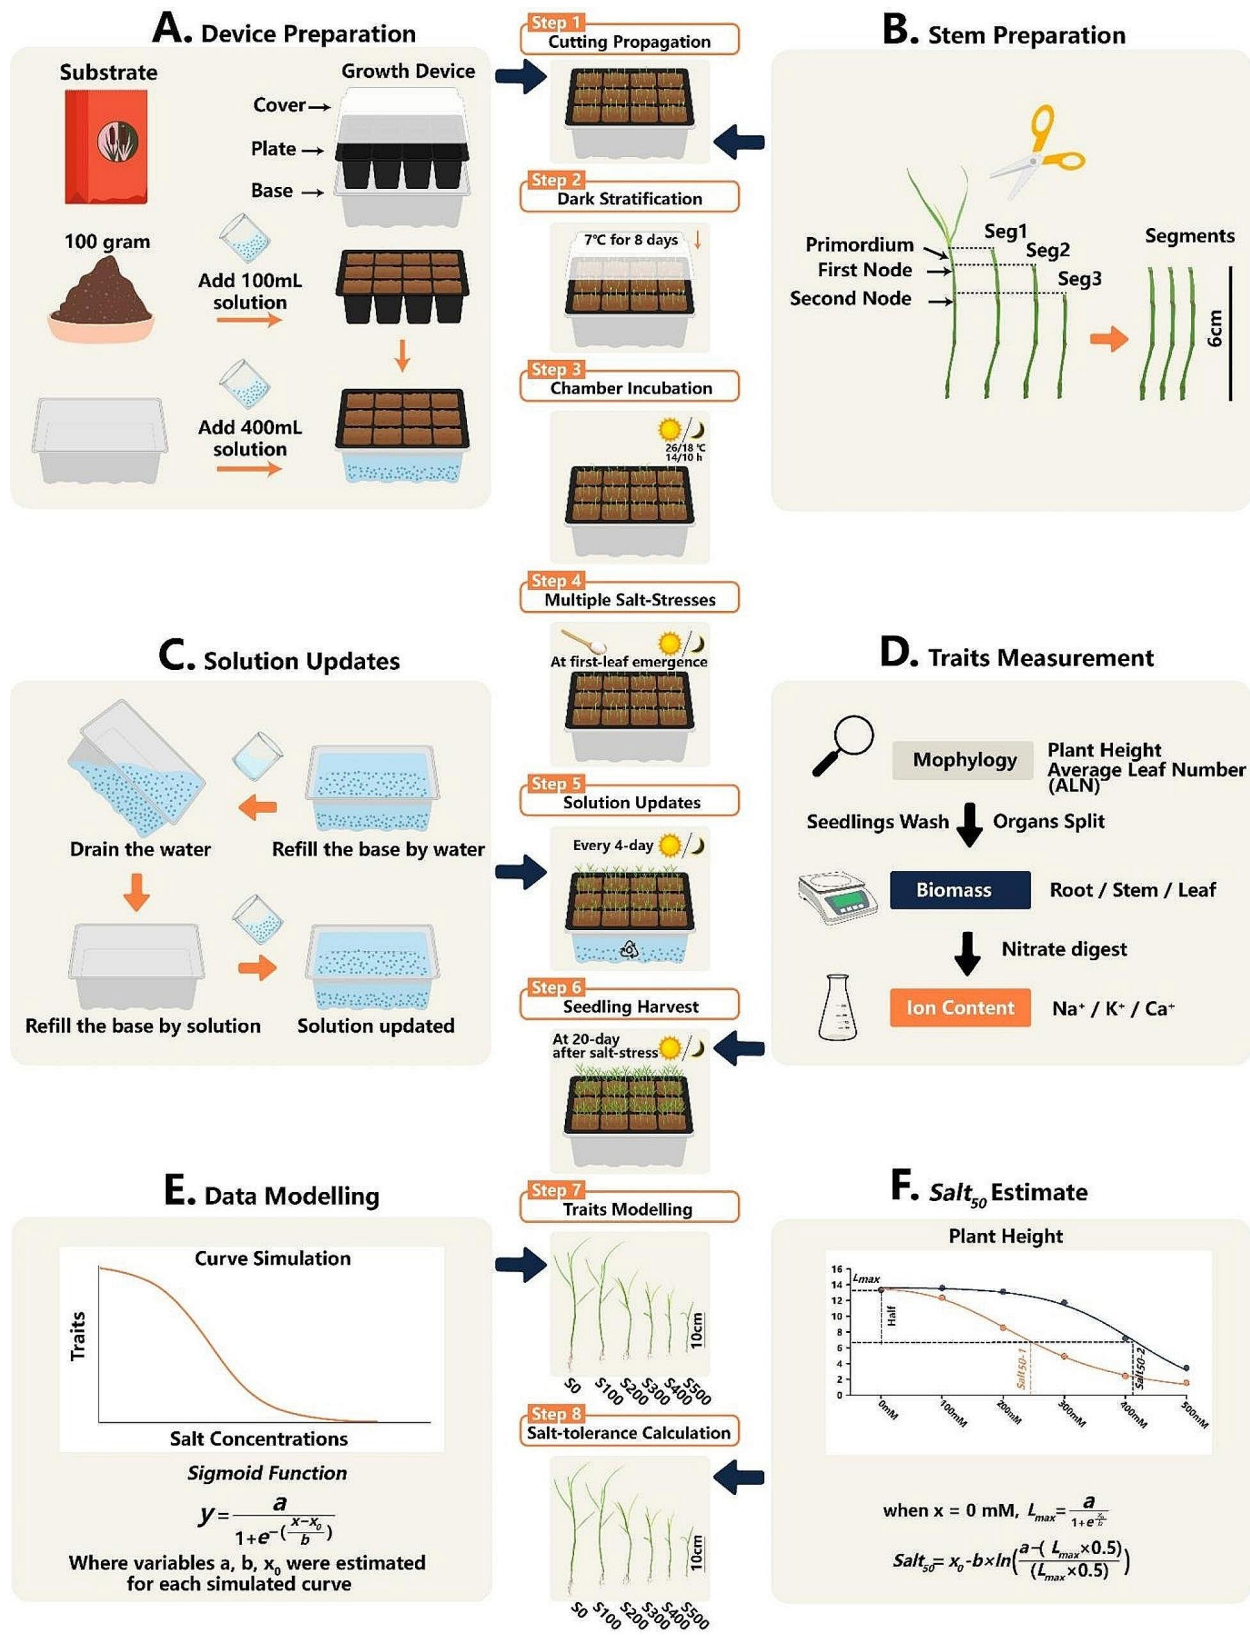 A. Device Preparation
Substrate
Growth Device
Cover
Plate
Base
100 gram
Add 100mL
solution
Add 400mL
solution
Step 1
Cutting Propagation
Step 2
Dark Stratification
7℃ for 8 days
Step 3
Chamber Incubation
26/18 ℃
14/10 h
Step 4
Multiple Salt-Stresses
At first-leaf emergence
Step 5
Solution Updates
Every 4-day
Step 6
Seedling Harvest
At 20-day
after salt-stress
Step 7
Traits Modelling
10cm
S0 S100 S200 S300 S400 S500
Step 8
Salt-tolerance Calculation
10cm
S0 S100 S200 S300 S400 S500
B. Stem Preparation
Primordium
First Node
Second Node
Seg1
Seg2
Seg3
Segments
6cm
C. Solution Updates
Drain the water
Refill the base by water
Refill the base by solution
Solution updated
D. Traits Measurement
Mophylogy
Plant Height
Average Leaf Number
(ALN)
Seedlings Wash
Organs Split
Biomass
Root / Stem / Leaf
Nitrate digest
Ion Content
Na⁺ / K⁺ / Ca⁺
E. Data Modelling
Curve Simulation
Traits
Salt Concentrations
Sigmoid Function
y = a / (1+e^−((x−x₀)/b))
Where variables a, b, x₀ were estimated
for each simulated curve
F. Salt₅₀ Estimate
Plant Height
16
14
12
10
8
6
4
2
0
Lmax
Half
Salt50-1
Salt50-2
0mM 100mM 200mM 300mM 400mM 500mM
when x = 0 mM, Lmax = a / (1+e^(x₀/b))
Salt₅₀= x₀-b×ln(a-( Lmax×0.5) / (Lmax×0.5))